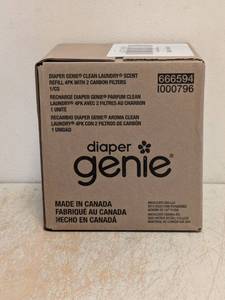 DIAPER GENIE® CLEAN LAUNDRY® SCENT
REFILL 4PK WITH 2 CARBON FILTERS
1/CS
RECHARGE DIAPER GENIE® PARFUM CLEAN
LAUNDRY® 4PK AVEC 2 FILTRES AU CHARBON
1 UNITE
RECAMBIO DIAPER GENIE® AROMA CLEAN
LAUNDRY® 4PK CON 2 FILTROS DE CARBÓN
1 UNIDAD
666594
I000796
diaper
genie®
MADE IN CANADA
FABRIQUÉ AU CANADA
HECHO EN CANADÁ